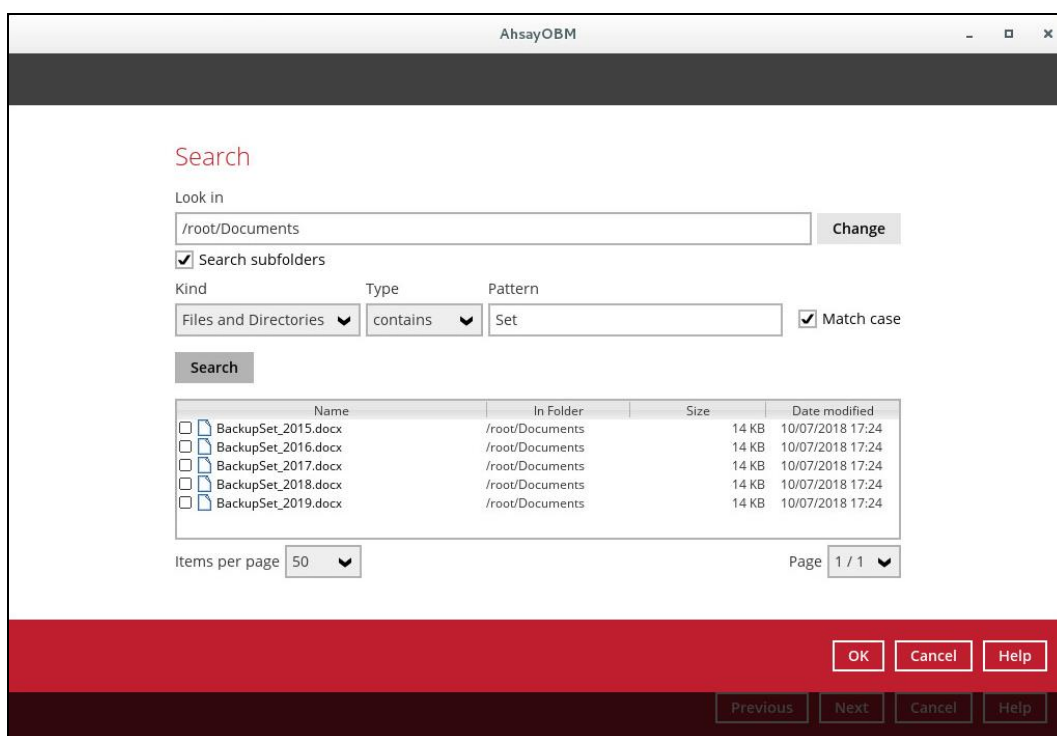 AhsayOBM
Search
Look in
/root/Documents Change
Search subfolders
Kind Type Pattern
Files and Directories contains Set Match case
Search
Name In Folder Size Date modified
BackupSet_2015.docx /root/Documents 14 KB 10/07/2018 17:24
BackupSet_2016.docx /root/Documents 14 KB 10/07/2018 17:24
BackupSet_2017.docx /root/Documents 14 KB 10/07/2018 17:24
BackupSet_2018.docx /root/Documents 14 KB 10/07/2018 17:24
BackupSet_2019.docx /root/Documents 14 KB 10/07/2018 17:24
Items per page 50 Page 1 / 1
OK Cancel Help
Previous Next Cancel Help